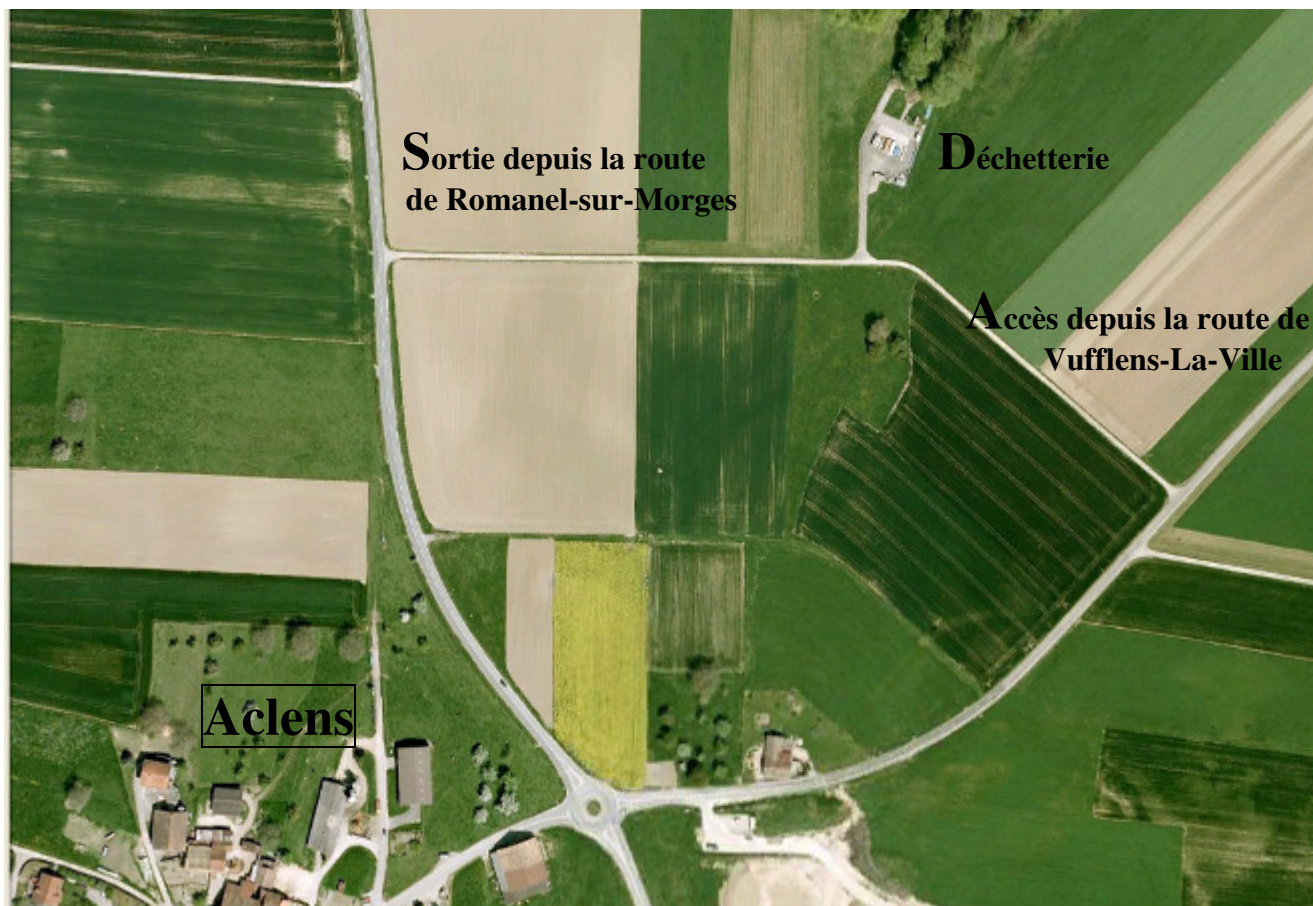 Sortie depuis la route
de Romanel-sur-Morges
Déchetterie
Accès depuis la route de
Vufflens-La-Ville
Aclens